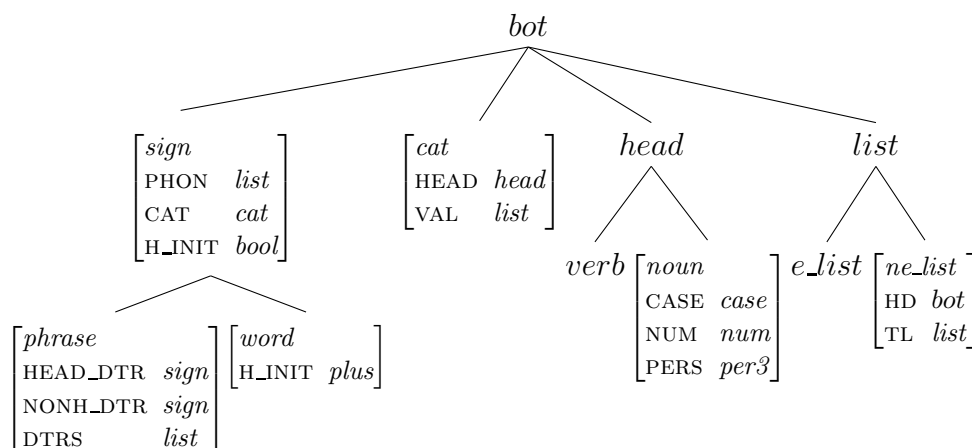 bot
sign
PHON list
CAT cat
H_INIT bool
cat
HEAD head
VAL list
head
list
verb
noun
CASE case
NUM num
PERS per3
e_list
ne_list
HD bot
TL list
phrase
HEAD_DTR sign
NONH_DTR sign
DTRS list
word
H_INIT plus